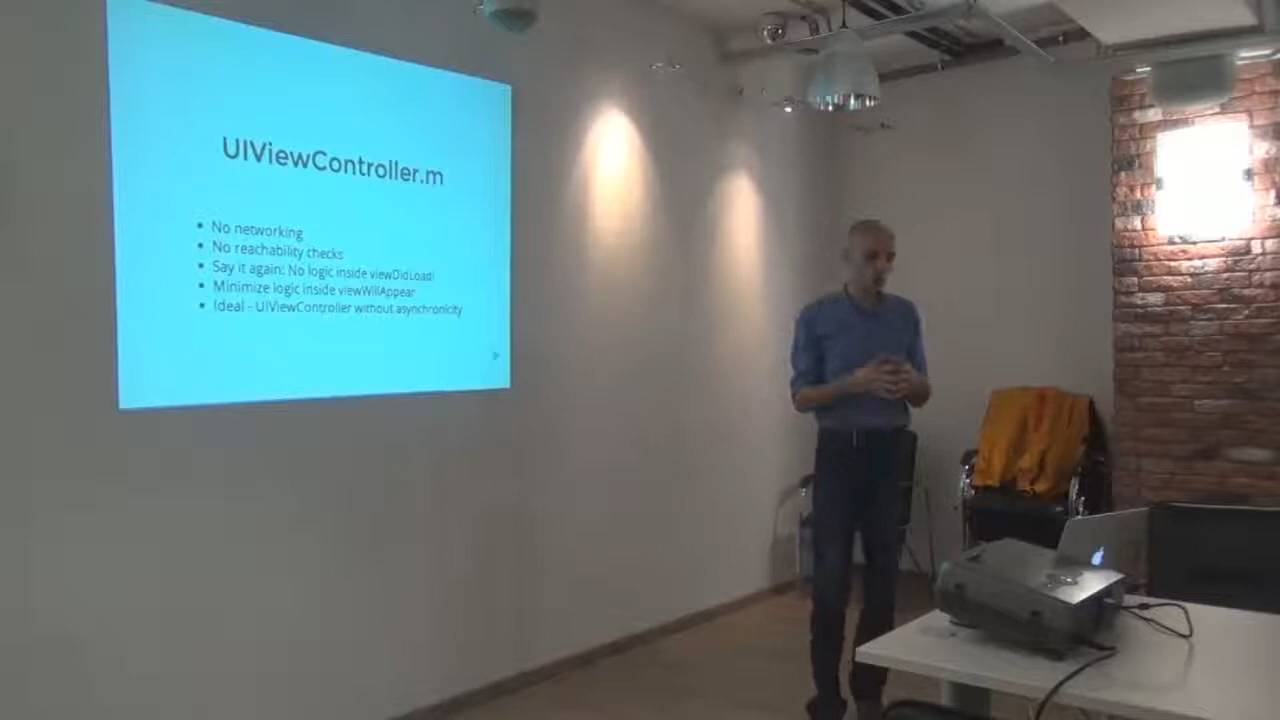 UIViewController.m
• No networking
• No reachability checks
• Say it again: No logic inside viewDidLoad!
• Minimize logic inside viewWillAppear
• Ideal - UIViewController without asynchronicity